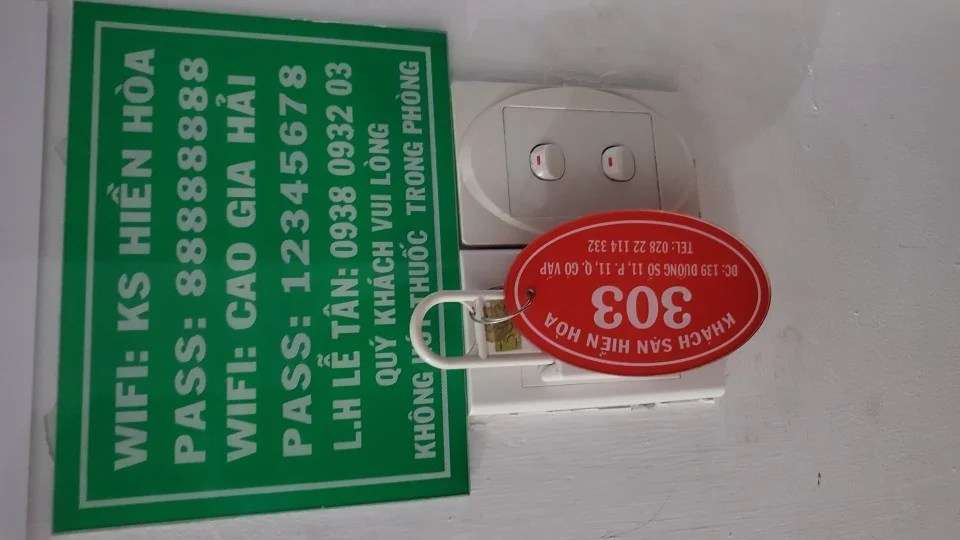 WIFI: KS HIỀN HÒA
PASS: 88888888
WIFI: CAO GIA HẢI
PASS: 12345678
L.H LỄ TÂN: 0938 0932 03
QUÝ KHÁCH VUI LÒNG
KHÔNG HÚT THUỐC TRONG PHÒNG
KHÁCH SẠN HIỀN HÒA
303
ĐC: 139 ĐƯỜNG SỐ 11, P. 11, Q. GÒ VẤP
TEL: 028 22 114 332